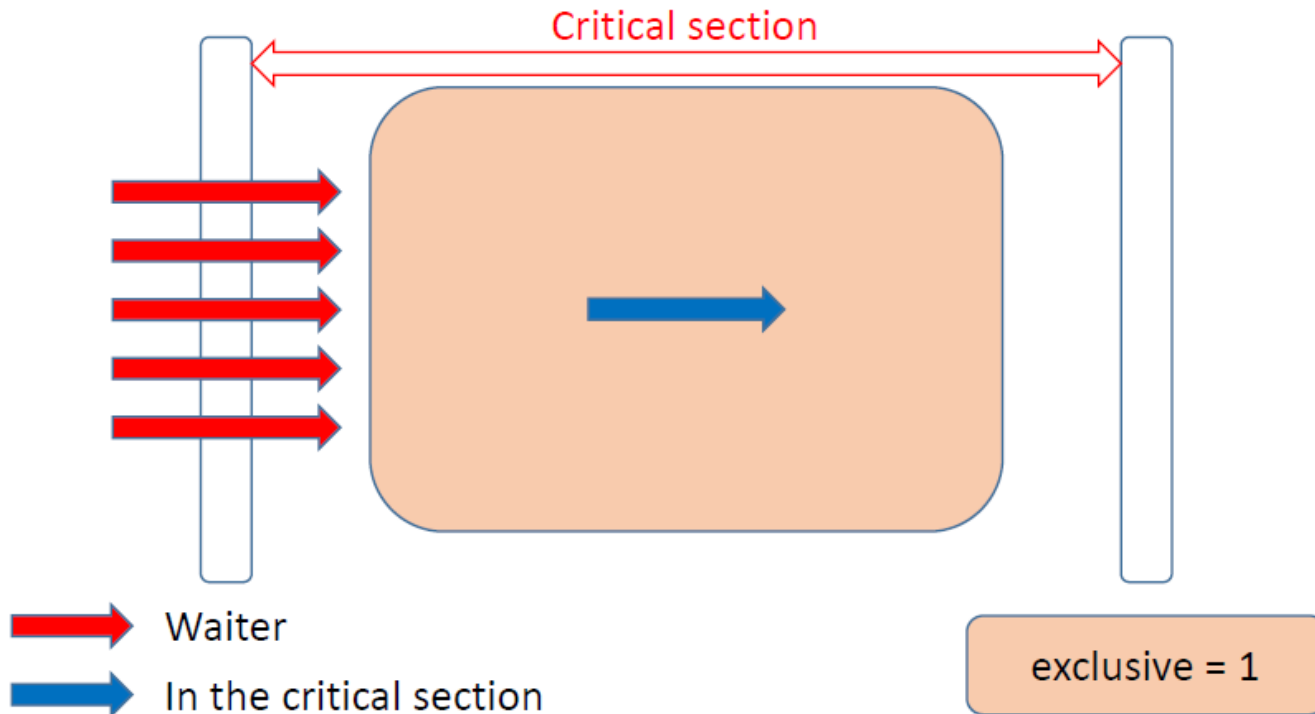 Critical section
Waiter
In the critical section
exclusive = 1